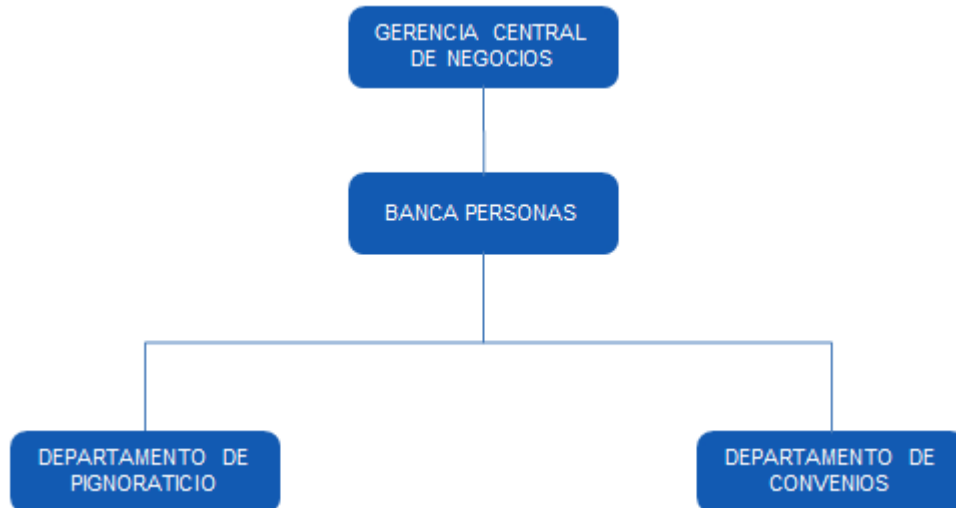 GERENCIA CENTRAL
DE NEGOCIOS
BANCA PERSONAS
DEPARTAMENTO DE
PIGNORATICIO
DEPARTAMENTO DE
CONVENIOS